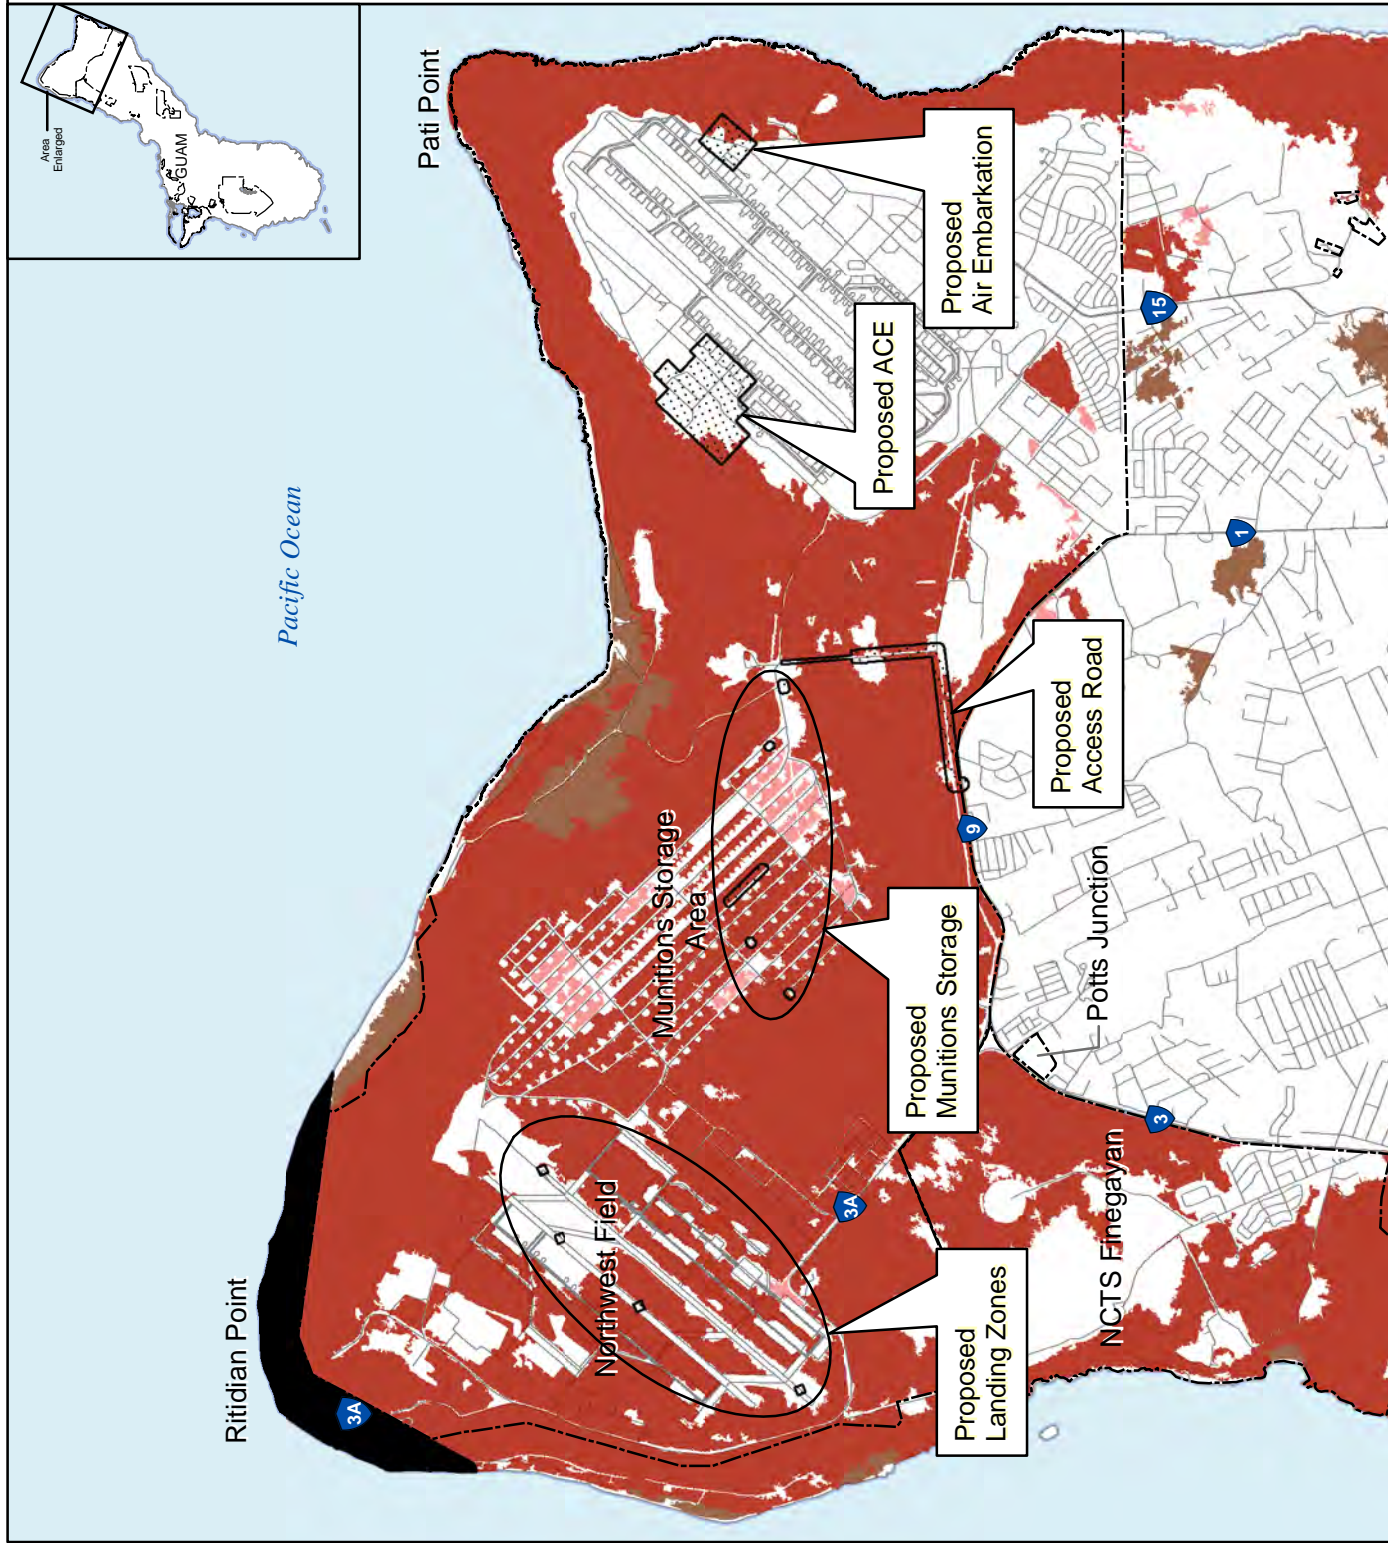 Area
Enlarged
GUAM
Pacific Ocean
Ritidian Point
Pati Point
3A
Northwest Field
Munitions Storage
Area
Proposed ACE
Proposed
Air Embarkation
Proposed
Landing Zones
3A
Proposed
Munitions Storage
9
Proposed
Access Road
NCTS Finegayan
3
Potts Junction
1
15